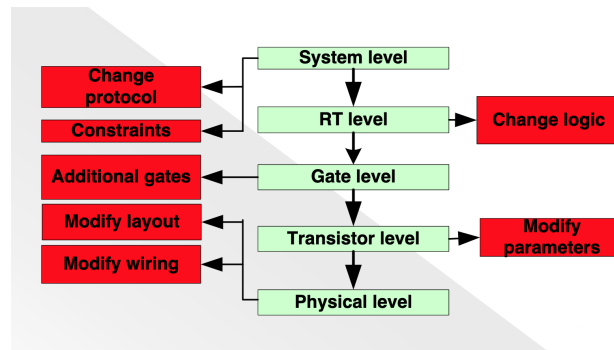 System level
Change
protocol
RT level
Change logic
Constraints
Additional gates
Gate level
Modify layout
Transistor level
Modify
parameters
Modify wiring
Physical level